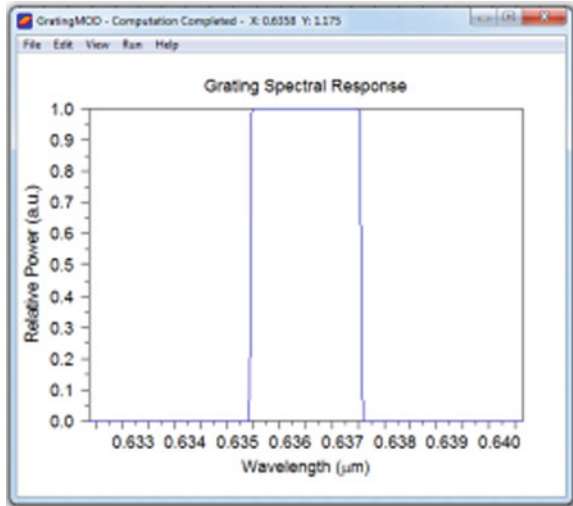 GratingMOD - Computation Completed - X: 0.6358 Y: 1.175
File Edit View Run Help
Grating Spectral Response
Relative Power (a.u.)
1.0
0.9
0.8
0.7
0.6
0.5
0.4
0.3
0.2
0.1
0.0
0.633 0.634 0.635 0.636 0.637 0.638 0.639 0.640
Wavelength (μm)